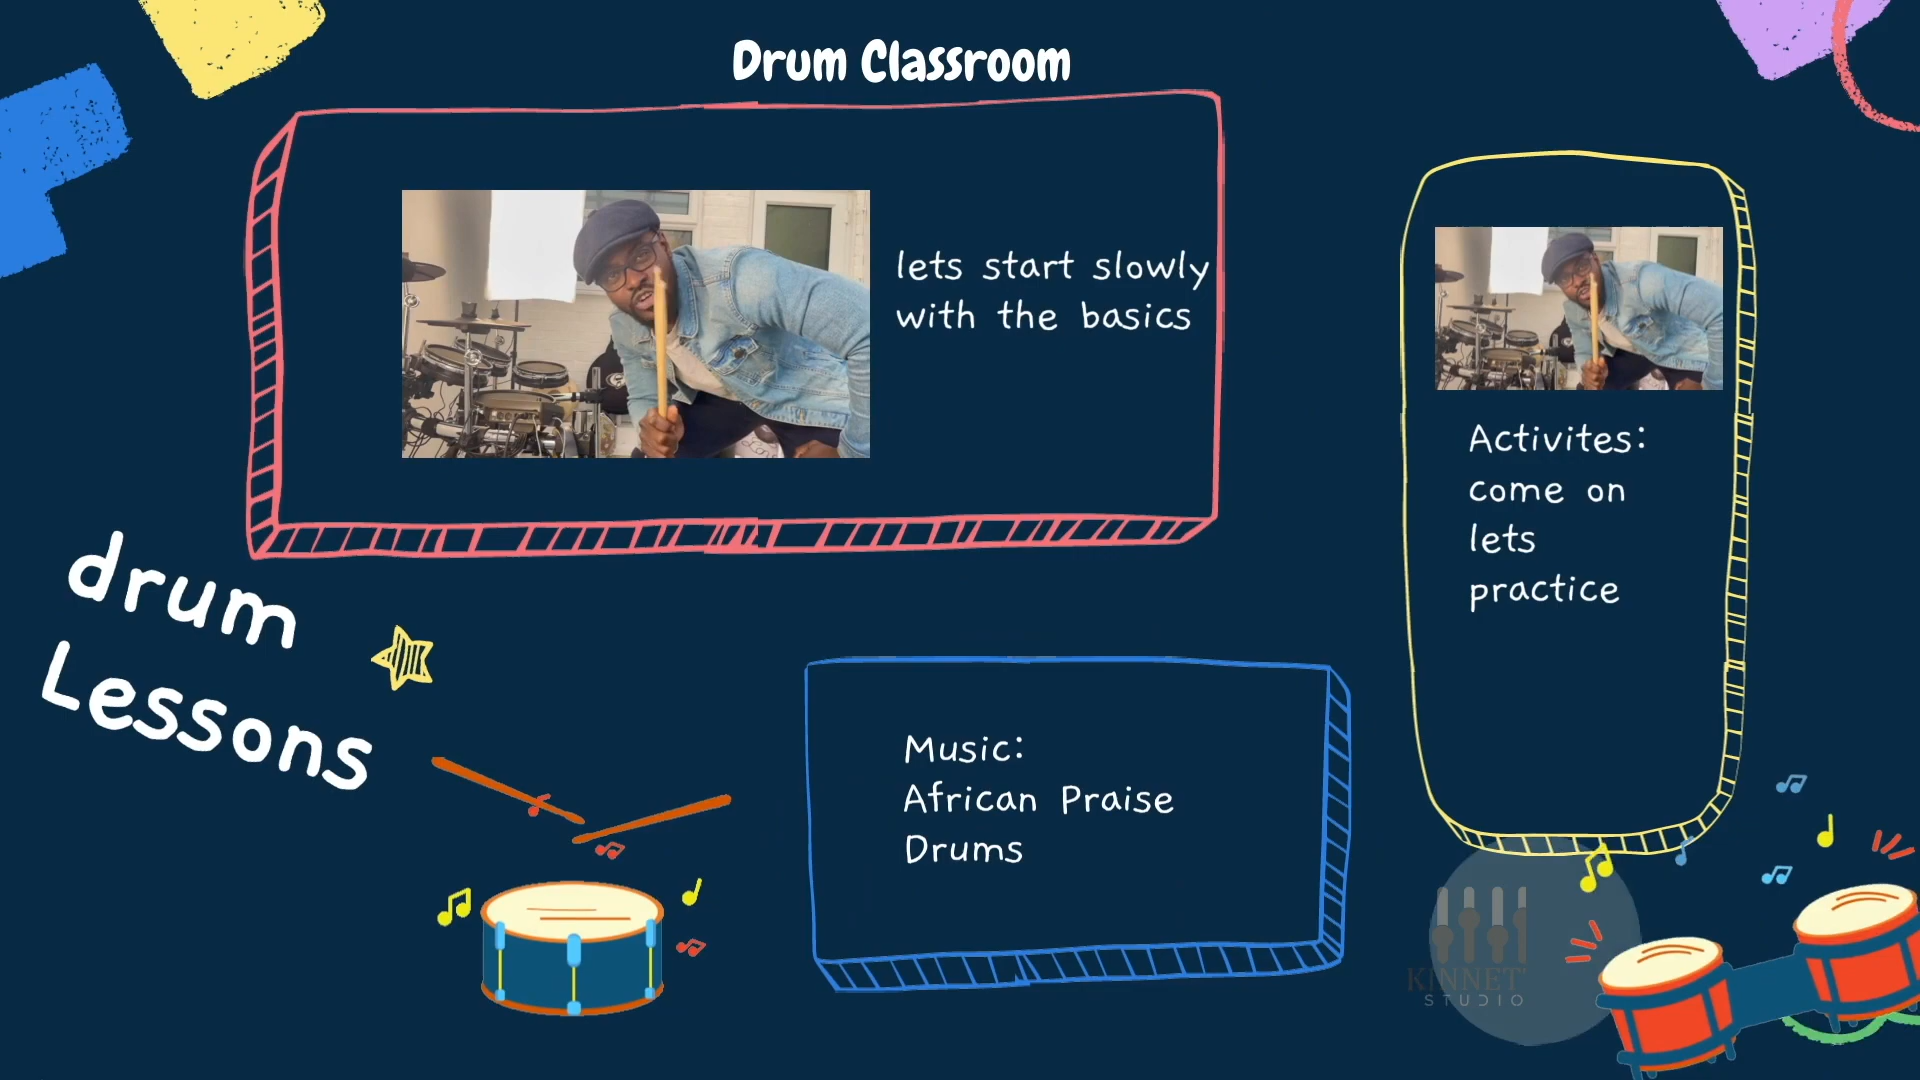 Drum Classroom
lets start slowly
with the basics
Activites:
come on
lets
practice
drum
Lessons
Music:
African Praise
Drums
KINNET'
STUDIO